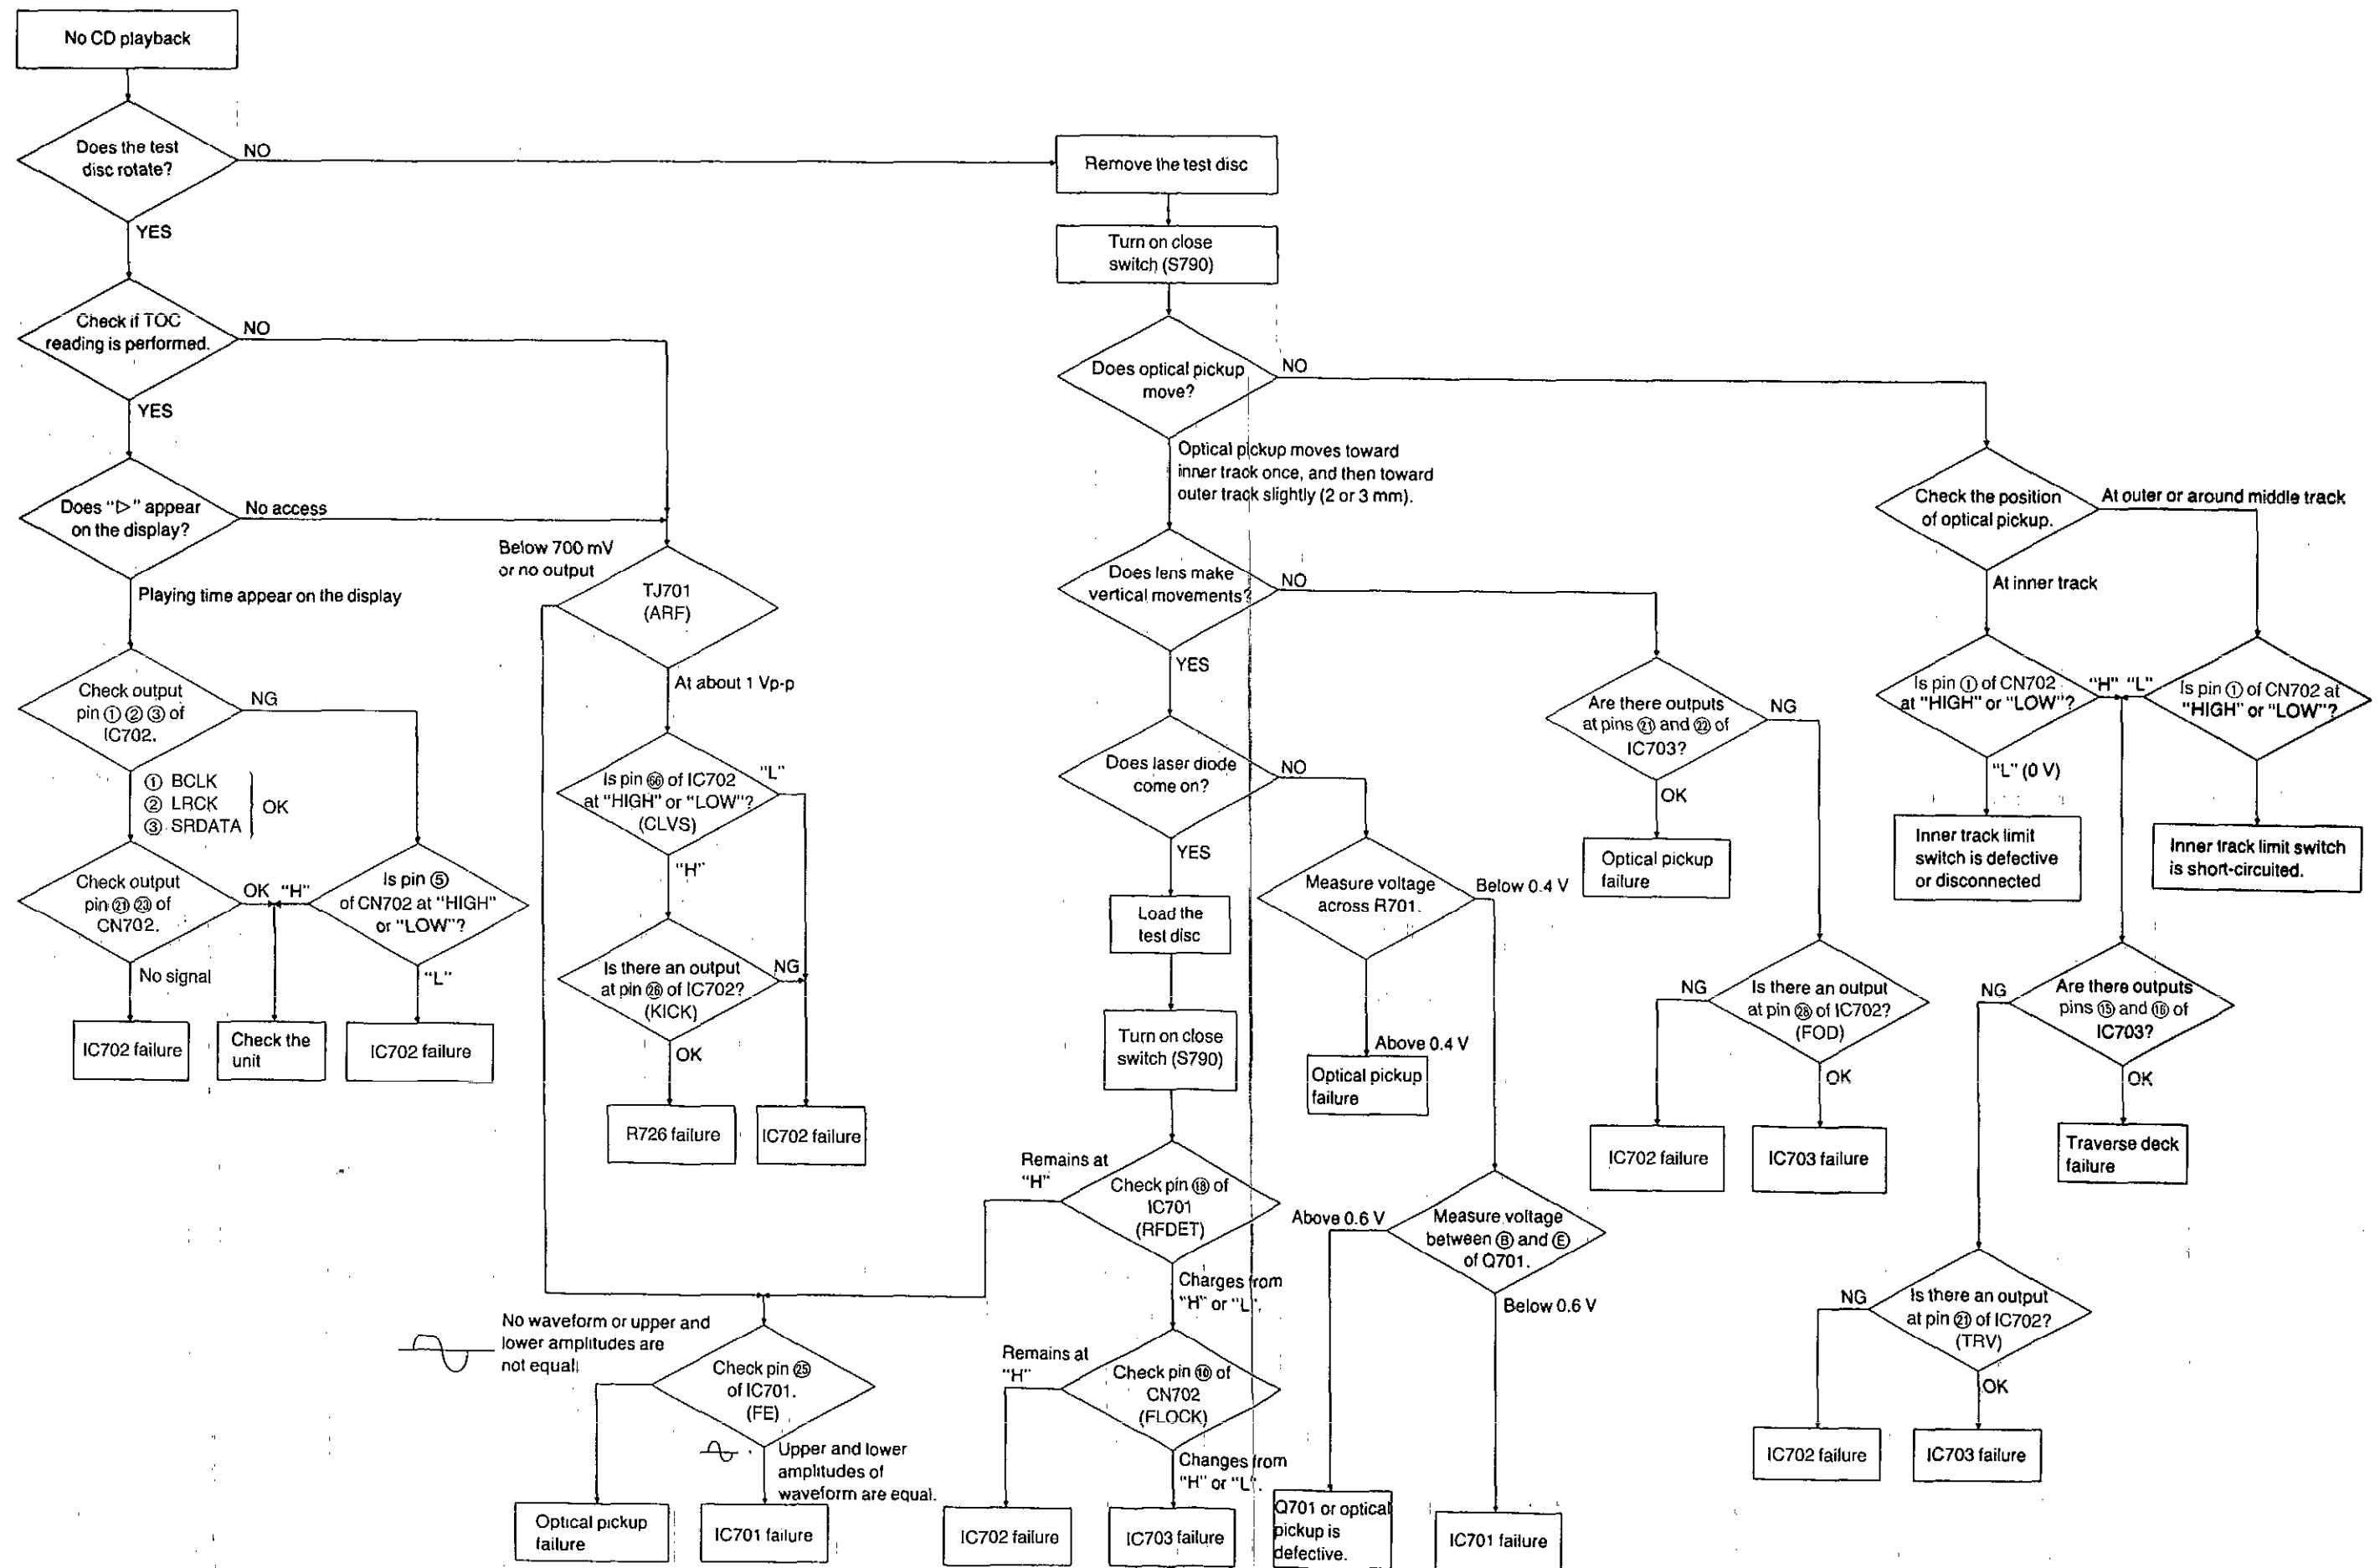 No CD playback
Does the test
disc rotate?
NO
YES
Check if TOC
reading is performed.
NO
YES
Does "▷" appear
on the display?
No access
Playing time appear on the display
Check output
pin ① ② ③ of
IC702.
NG
① BCLK
② LRCK
③ SRDATA
OK
Check output
pin ㉑ ㉓ of
CN702.
OK
"H"
Is pin ⑤
of CN702 at "HIGH"
or "LOW"?
No signal
"L"
IC702 failure
Check the
unit
IC702 failure
Below 700 mV
or no output
TJ701
(ARF)
At about 1 Vp-p
Is pin 66 of IC702
at "HIGH" or "LOW"?
(CLVS)
"L"
"H"
Is there an output
at pin ㉘ of IC702?
(KICK)
NG
OK
R726 failure
IC702 failure
No waveform or upper and
lower amplitudes are
not equal
Check pin ㉕
of IC701.
(FE)
Upper and lower
amplitudes of
waveform are equal.
Optical pickup
failure
IC701 failure
Remove the test disc
Turn on close
switch (S790)
Does optical pickup
move?
NO
Optical pickup moves toward
inner track once, and then toward
outer track slightly (2 or 3 mm).
Does lens make
vertical movements?
NO
YES
Does laser diode
come on?
NO
YES
Load the
test disc
Turn on close
switch (S790)
Remains at
"H"
Check pin ⑱ of
IC701
(RFDET)
Charges from
"H" or "L".
Remains at
"H"
Check pin ⑩ of
CN702
(FLOCK)
Changes from
"H" or "L".
IC702 failure
IC703 failure
Measure voltage
across R701.
Below 0.4 V
Above 0.4 V
Optical pickup
failure
Above 0.6 V
Measure voltage
between Ⓑ and Ⓔ
of Q701.
Below 0.6 V
Q701 or optical
pickup is
defective.
IC701 failure
Are there outputs
at pins ㉑ and ㉒ of
IC703?
NG
OK
Optical pickup
failure
NG
Is there an output
at pin ㉘ of IC702?
(FOD)
OK
IC702 failure
IC703 failure
Check the position
of optical pickup.
At outer or around middle track
At inner track
Is pin ① of CN702
at "HIGH" or "LOW"?
"H"
"L"
Is pin ① of CN702 at
"HIGH" or "LOW"?
"L" (0 V)
Inner track limit
switch is defective
or disconnected
Inner track limit switch
is short-circuited.
NG
Are there outputs
pins ⑮ and ⑯ of
IC703?
OK
Traverse deck
failure
NG
Is there an output
at pin ㉑ of IC702?
(TRV)
OK
IC702 failure
IC703 failure